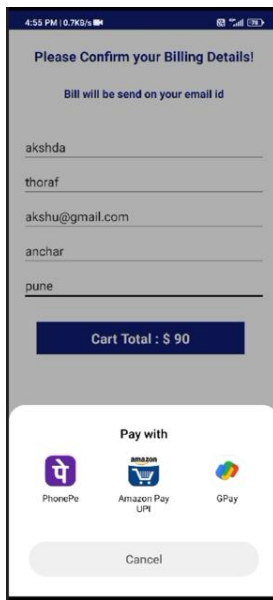 4:55 PM | 0.7KB/s
Please Confirm your Billing Details!
Bill will be send on your email id
akshda
thoraf
akshu@gmail.com
anchar
pune
Cart Total : $ 90
Pay with
पे
amazon
PhonePe
Amazon Pay UPI
GPay
Cancel